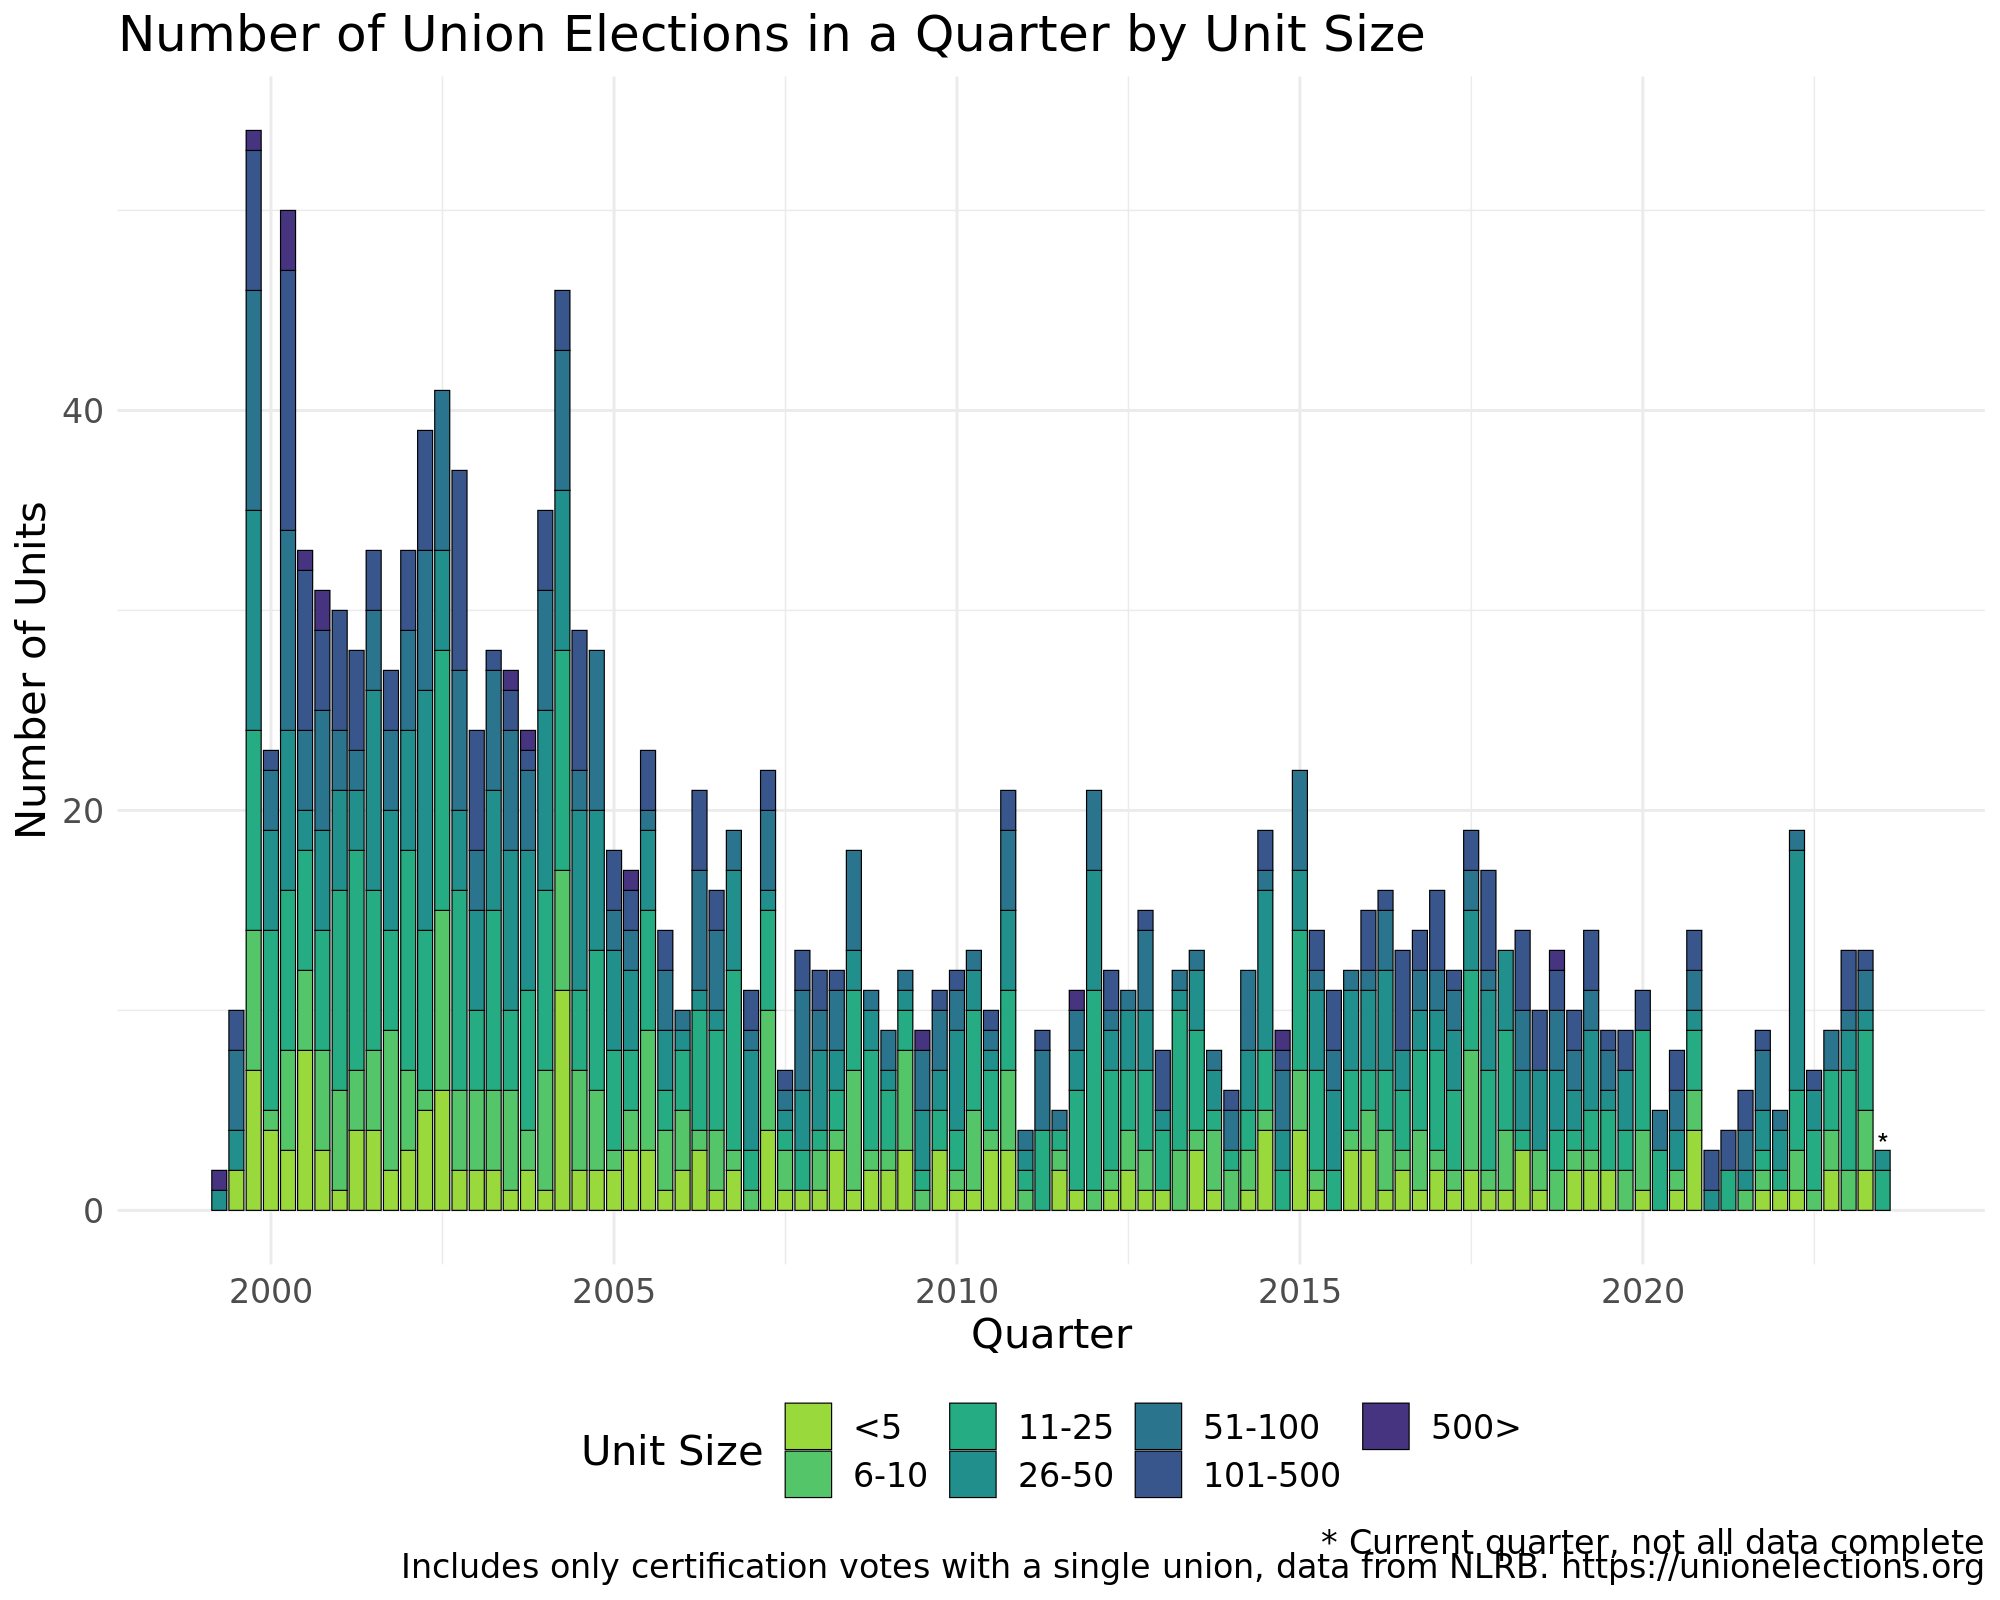 Number of Union Elections in a Quarter by Unit Size
Number of Units
40
20
0
*
2000 2005 2010 2015 2020
Quarter
Unit Size
<5 11-25 51-100 500>
6-10 26-50 101-500
* Current quarter, not all data complete
Includes only certification votes with a single union, data from NLRB. https://unionelections.org